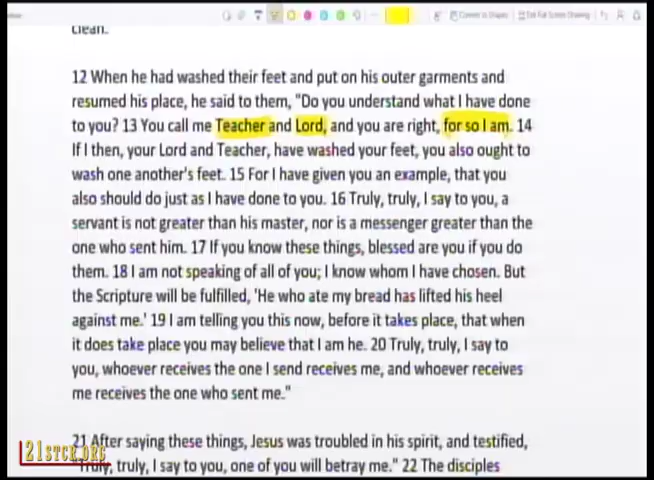 clean.
12 When he had washed their feet and put on his outer garments and
resumed his place, he said to them, "Do you understand what I have done
to you? 13 You call me Teacher and Lord, and you are right, for so I am. 14
If I then, your Lord and Teacher, have washed your feet, you also ought to
wash one another's feet. 15 For I have given you an example, that you
also should do just as I have done to you. 16 Truly, truly, I say to you, a
servant is not greater than his master, nor is a messenger greater than the
one who sent him. 17 If you know these things, blessed are you if you do
them. 18 I am not speaking of all of you; I know whom I have chosen. But
the Scripture will be fulfilled, 'He who ate my bread has lifted his heel
against me.' 19 I am telling you this now, before it takes place, that when
it does take place you may believe that I am he. 20 Truly, truly, I say to
you, whoever receives the one I send receives me, and whoever receives
me receives the one who sent me."
21 After saying these things, Jesus was troubled in his spirit, and testified,
"Truly, truly, I say to you, one of you will betray me." 22 The disciples
21STCR.ORG